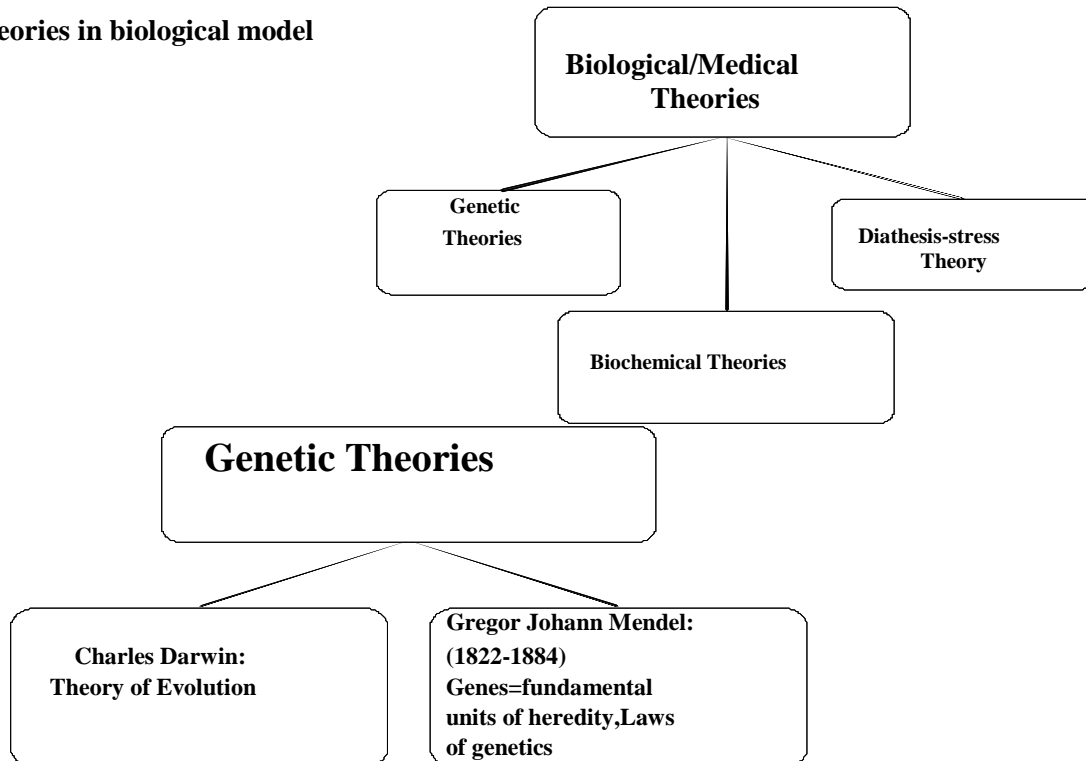 eories in biological model
Biological/Medical
Theories
Genetic
Theories
Diathesis-stress
Theory
Biochemical Theories
Genetic Theories
Charles Darwin:
Theory of Evolution
Gregor Johann Mendel:
(1822-1884)
Genes=fundamental
units of heredity,Laws
of genetics